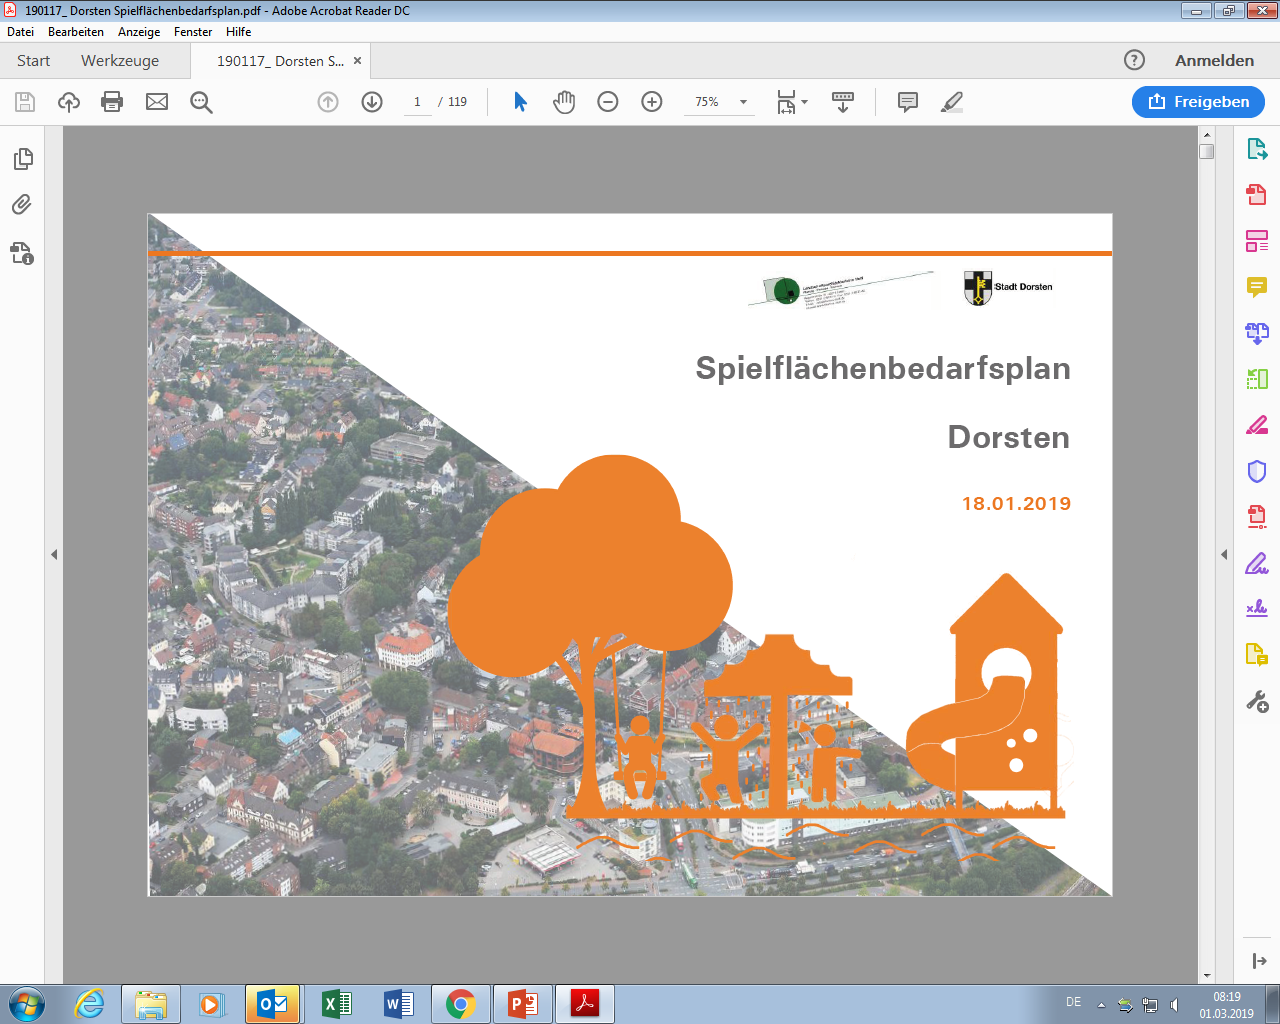 190117_ Dorsten Spielflächenbedarfsplan.pdf - Adobe Acrobat Reader DC
Datei Bearbeiten Anzeige Fenster Hilfe
Start Werkzeuge 190117_ Dorsten S... × Anmelden
1 / 119 75% Freigeben
Stadt Dorsten
Spielflächenbedarfsplan
Dorsten
18.01.2019
DE 08:19
01.03.2019